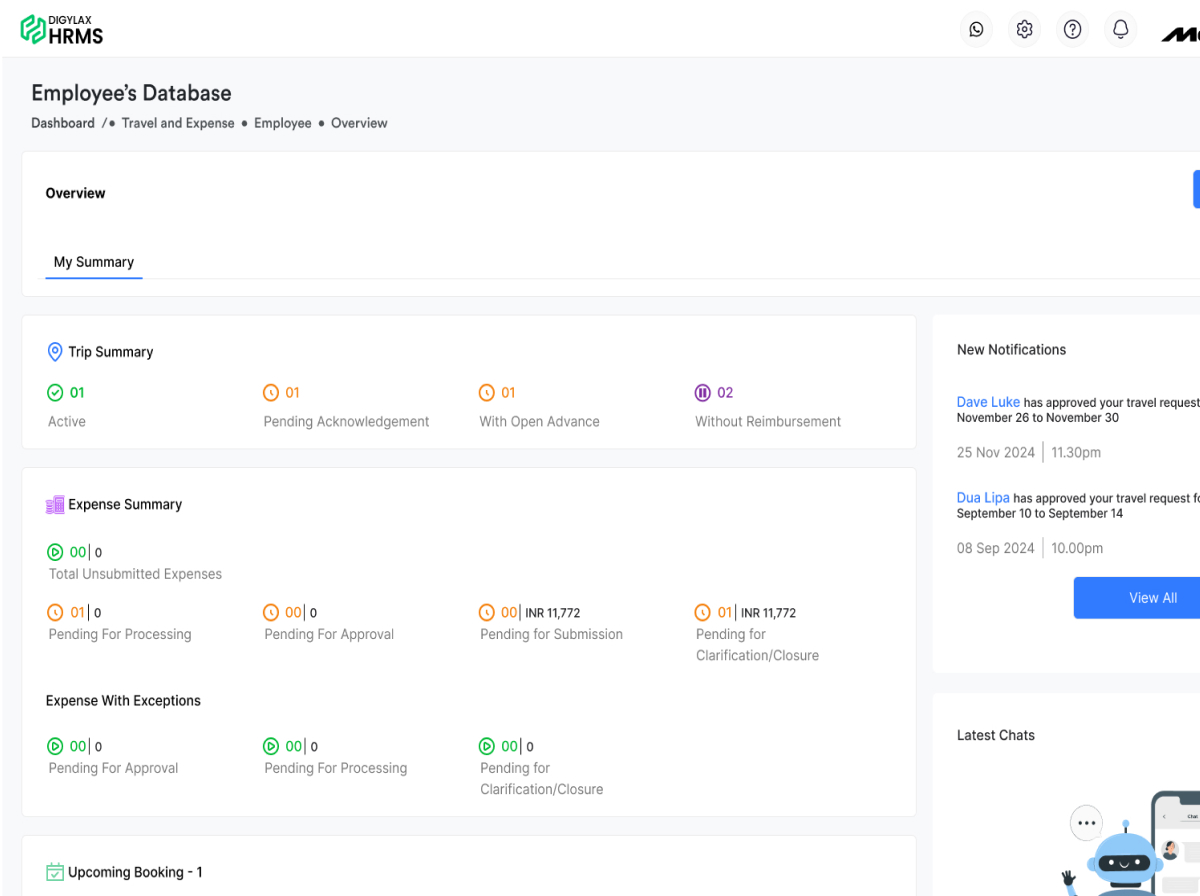 DIGYLAX
HRMS
Employee's Database
Dashboard / • Travel and Expense • Employee • Overview
Overview
My Summary
Trip Summary
01
Active
01
Pending Acknowledgement
01
With Open Advance
02
Without Reimbursement
Expense Summary
00 | 0
Total Unsubmitted Expenses
01 | 0
Pending For Processing
00 | 0
Pending For Approval
00 | INR 11,772
Pending for Submission
01 | INR 11,772
Pending for
Clarification/Closure
Expense With Exceptions
00 | 0
Pending For Approval
00 | 0
Pending For Processing
00 | 0
Pending for
Clarification/Closure
Upcoming Booking - 1
New Notifications
Dave Luke has approved your travel request
November 26 to November 30
25 Nov 2024 | 11.30pm
Dua Lipa has approved your travel request
September 10 to September 14
08 Sep 2024 | 10.00pm
View All
Latest Chats
Chat